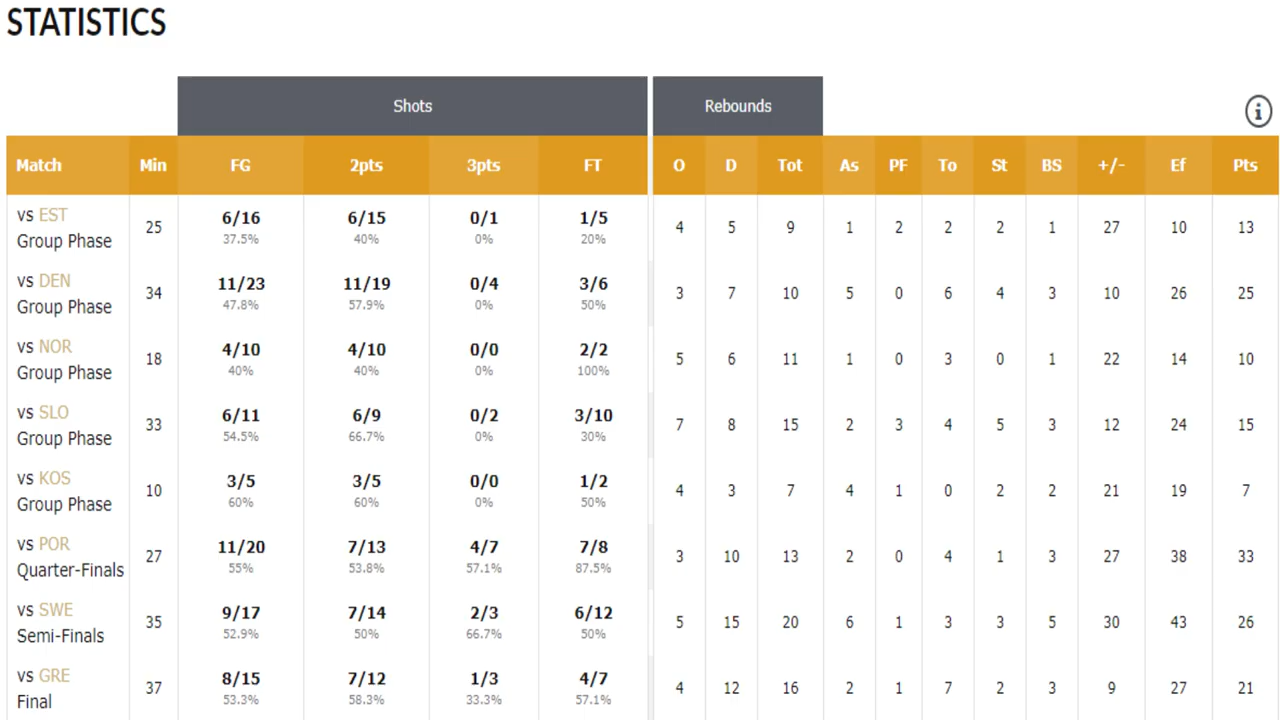 STATISTICS
Shots Rebounds
Match Min FG 2pts 3pts FT O D Tot As PF To St BS +/- Ef Pts
vs EST Group Phase 25 6/16 37.5% 6/15 40% 0/1 0% 1/5 20% 4 5 9 1 2 2 2 1 27 10 13
vs DEN Group Phase 34 11/23 47.8% 11/19 57.9% 0/4 0% 3/6 50% 3 7 10 5 0 6 4 3 10 26 25
vs NOR Group Phase 18 4/10 40% 4/10 40% 0/0 0% 2/2 100% 5 6 11 1 0 3 0 1 22 14 10
vs SLO Group Phase 33 6/11 54.5% 6/9 66.7% 0/2 0% 3/10 30% 7 8 15 2 3 4 5 3 12 24 15
vs KOS Group Phase 10 3/5 60% 3/5 60% 0/0 0% 1/2 50% 4 3 7 4 1 0 2 2 21 19 7
vs POR Quarter-Finals 27 11/20 55% 7/13 53.8% 4/7 57.1% 7/8 87.5% 3 10 13 2 0 4 1 3 27 38 33
vs SWE Semi-Finals 35 9/17 52.9% 7/14 50% 2/3 66.7% 6/12 50% 5 15 20 6 1 3 3 5 30 43 26
vs GRE Final 37 8/15 53.3% 7/12 58.3% 1/3 33.3% 4/7 57.1% 4 12 16 2 1 7 2 3 9 27 21